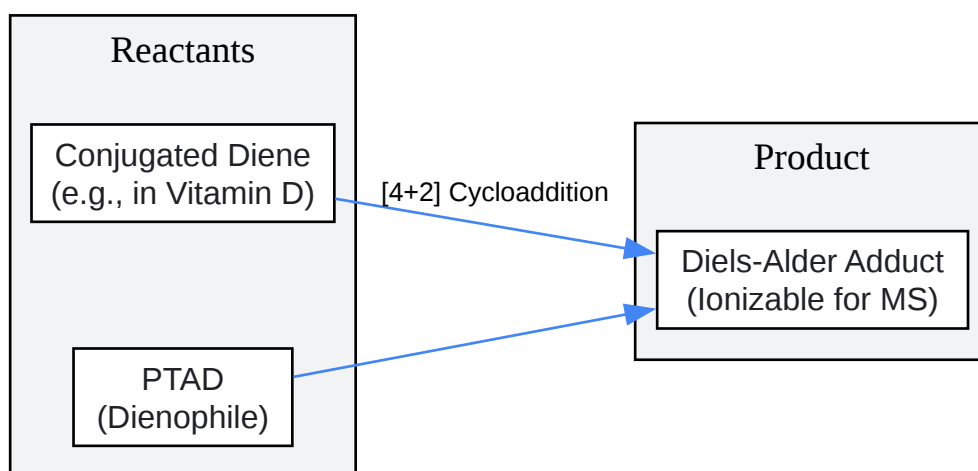 Reactants
Conjugated Diene
(e.g., in Vitamin D)
[4+2] Cycloaddition
Product
Diels-Alder Adduct
(Ionizable for MS)
PTAD
(Dienophile)